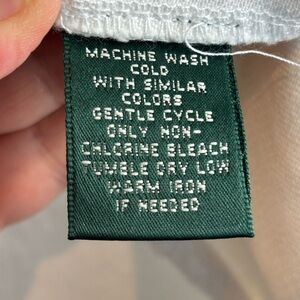 MACHINE WASH
COLD
WITH SIMILAR
COLORS
GENTLE CYCLE
ONLY NON-
CHLORINE BLEACH
TUMBLE DRY LOW
WARM IRON
IF NEEDED